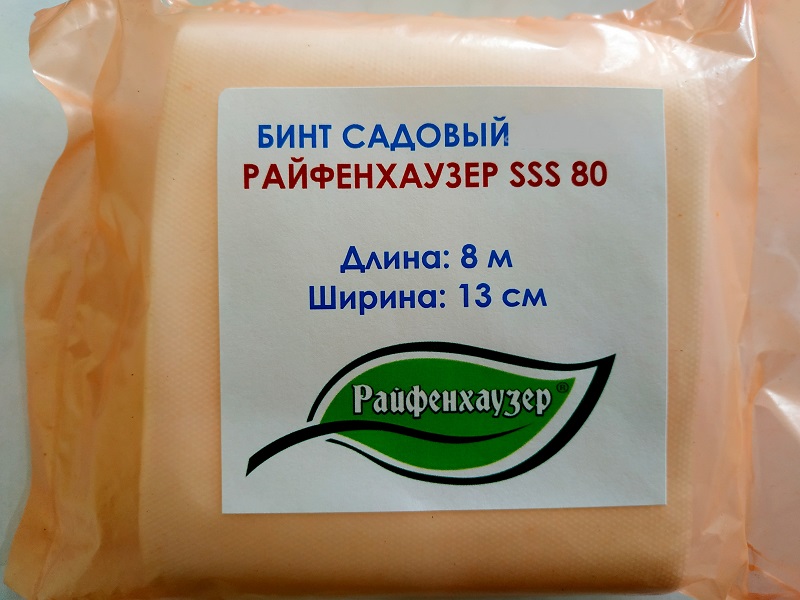 БИНТ САДОВЫЙ
РАЙФЕНХАУЗЕР SSS 80
Длина: 8 м
Ширина: 13 см
Райфенхаузер®